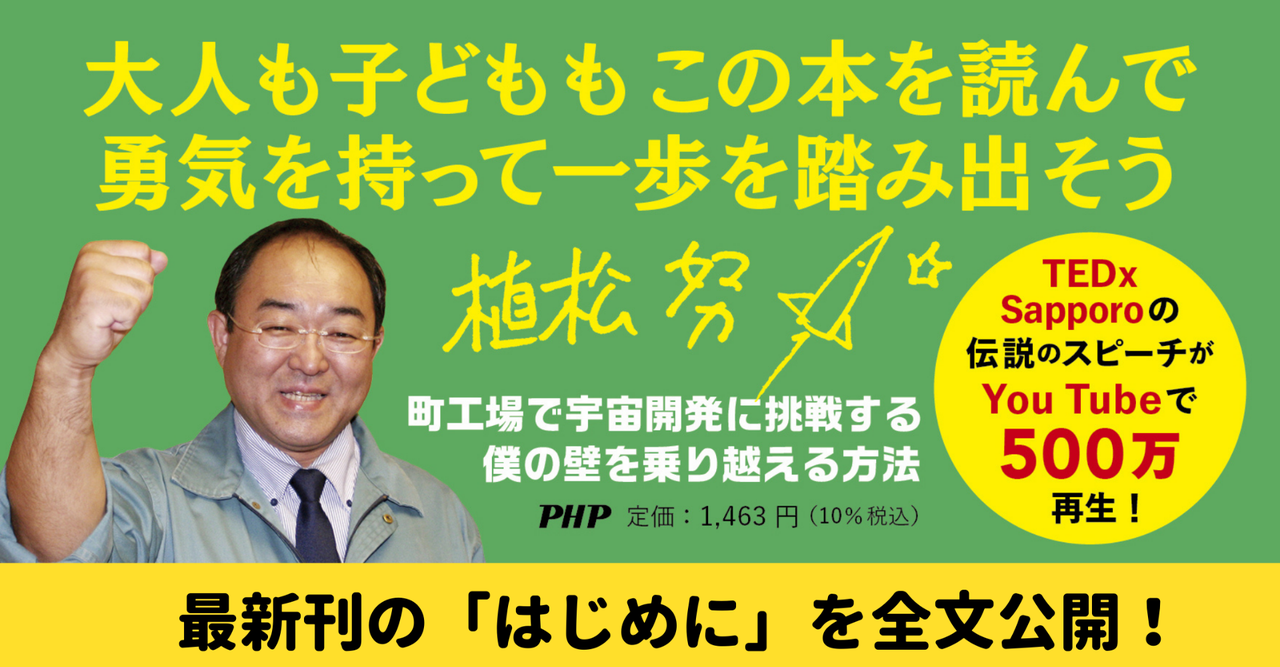 大人も子どもも この本を読んで
勇気を持って一歩を踏み出そう
植松 努
町工場で宇宙開発に挑戦する
僕の壁を乗り越える方法
PHP 定価：1,463円（10％税込）
TEDx
Sapporoの
伝説のスピーチが
You Tubeで
500万
再生！
最新刊の「はじめに」を全文公開！